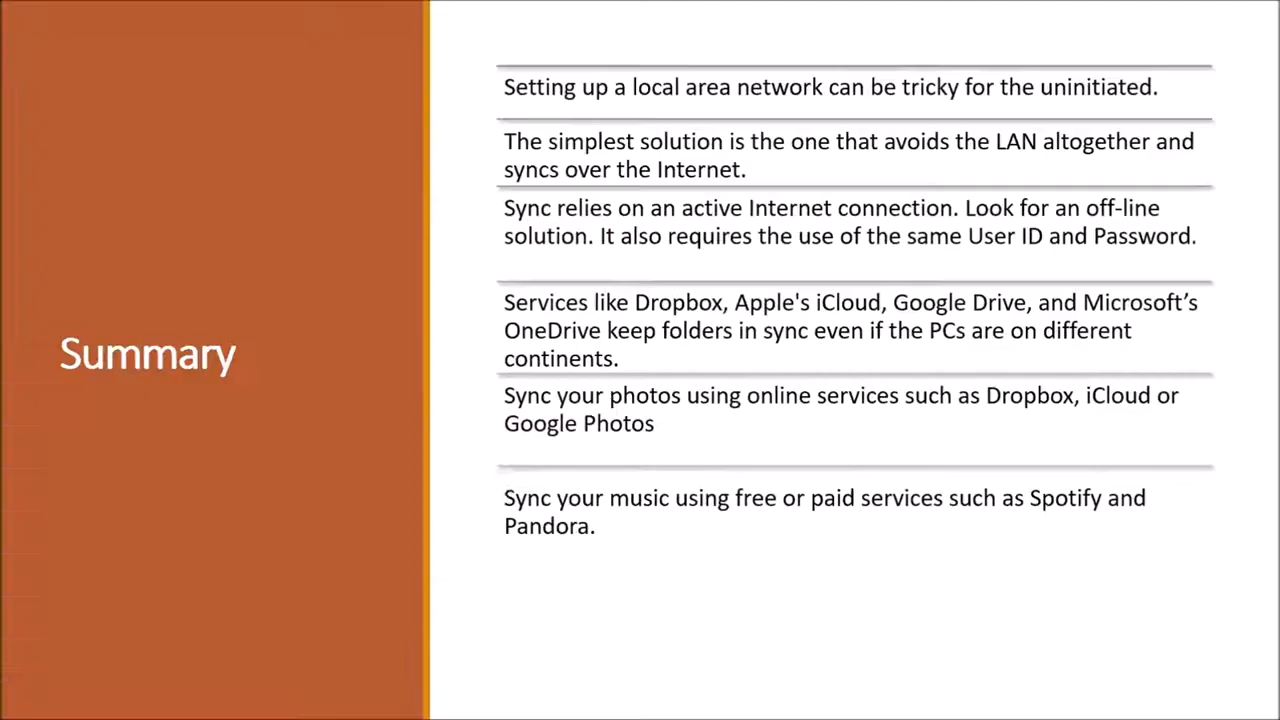 Summary
Setting up a local area network can be tricky for the uninitiated.
The simplest solution is the one that avoids the LAN altogether and
syncs over the Internet.
Sync relies on an active Internet connection. Look for an off-line
solution. It also requires the use of the same User ID and Password.
Services like Dropbox, Apple's iCloud, Google Drive, and Microsoft’s
OneDrive keep folders in sync even if the PCs are on different
continents.
Sync your photos using online services such as Dropbox, iCloud or
Google Photos
Sync your music using free or paid services such as Spotify and
Pandora.